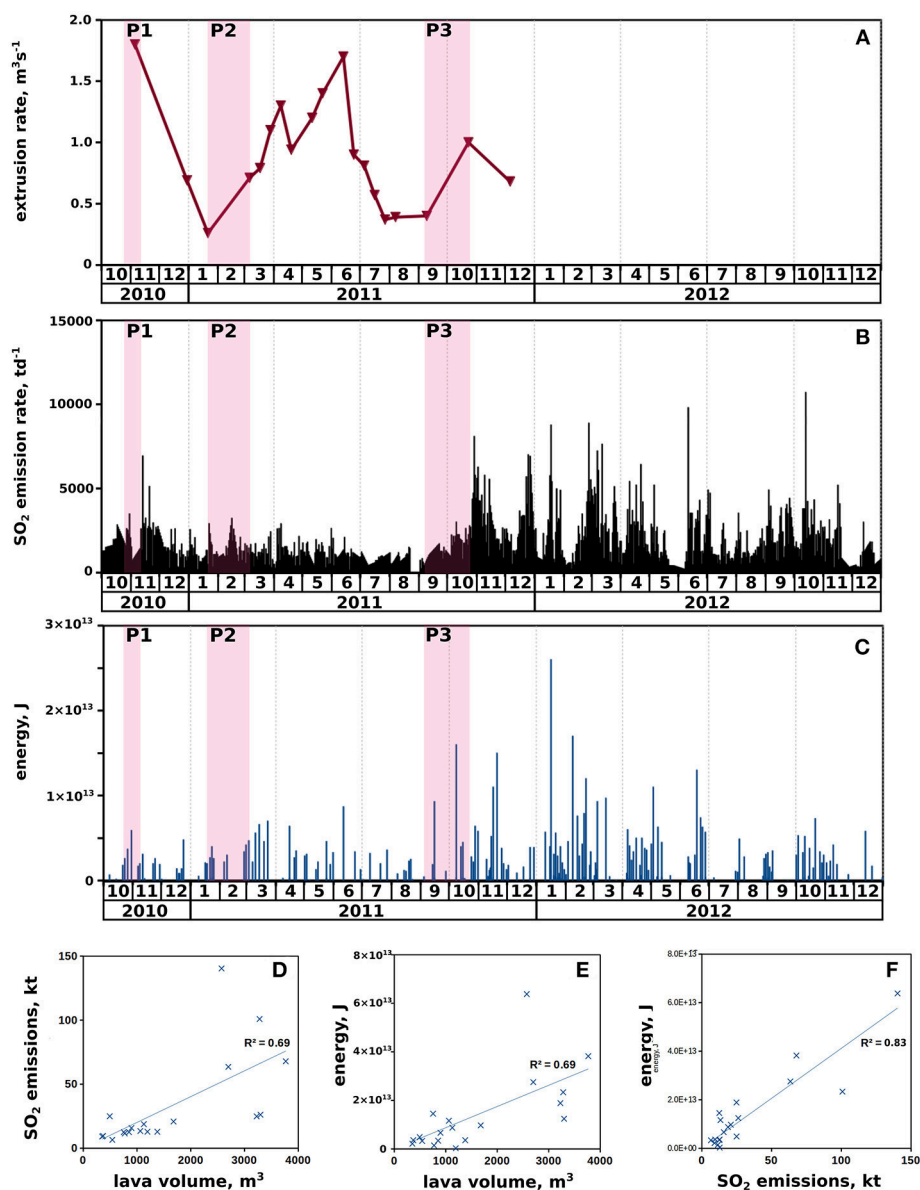 P1 P2 P3 A
extrusion rate, m³s⁻¹
2.0
1.5
1.0
0.5
0
10 11 12 1 2 3 4 5 6 7 8 9 10 11 12 1 2 3 4 5 6 7 8 9 10 11 12
2010 2011 2012
P1 P2 P3 B
SO₂ emission rate, td⁻¹
15000
10000
5000
0
10 11 12 1 2 3 4 5 6 7 8 9 10 11 12 1 2 3 4 5 6 7 8 9 10 11 12
2010 2011 2012
P1 P2 P3 C
energy, J
3×10¹³
2×10¹³
1×10¹³
0
10 11 12 1 2 3 4 5 6 7 8 9 10 11 12 1 2 3 4 5 6 7 8 9 10 11 12
2010 2011 2012
D
SO₂ emissions, kt
150
100
50
0
R² = 0.69
0 1000 2000 3000 4000
lava volume, m³
E
energy, J
8×10¹³
6×10¹³
4×10¹³
2×10¹³
0
R² = 0.69
0 1000 2000 3000 4000
lava volume, m³
F
energy, J
energy, J
8.0E+13
6.0E+13
4.0E+13
2.0E+13
0.0E+00
R² = 0.83
0 50 100 150
SO₂ emissions, kt